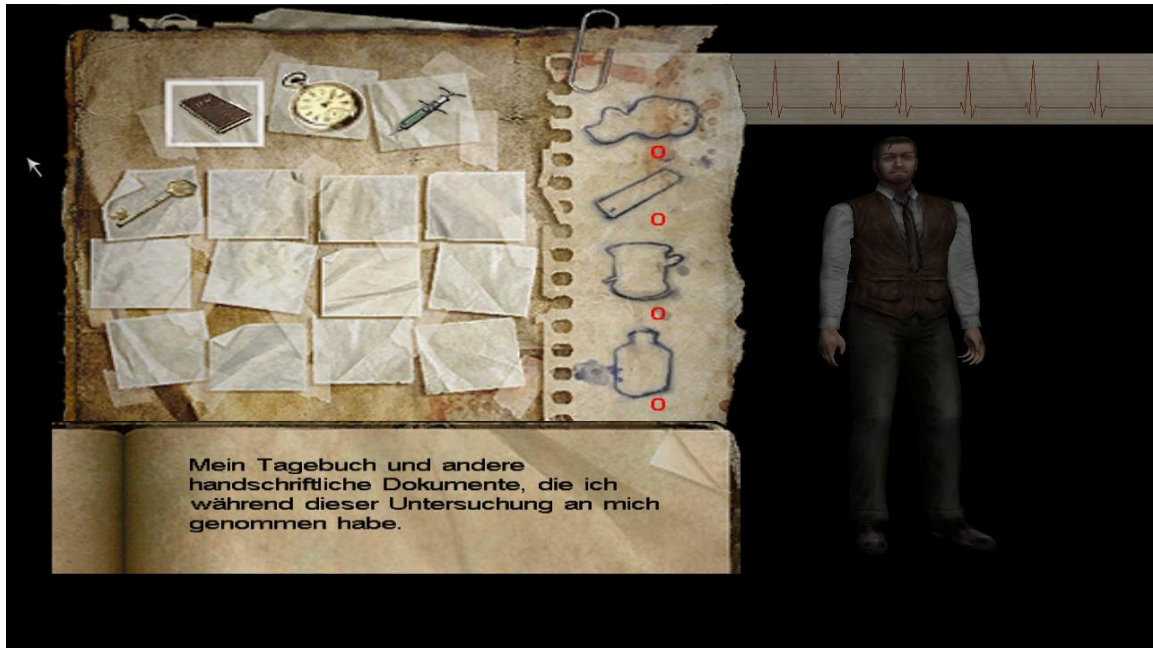 0
0
0
0
Mein Tagebuch und andere
handschriftliche Dokumente, die ich
während dieser Untersuchung an mich
genommen habe.